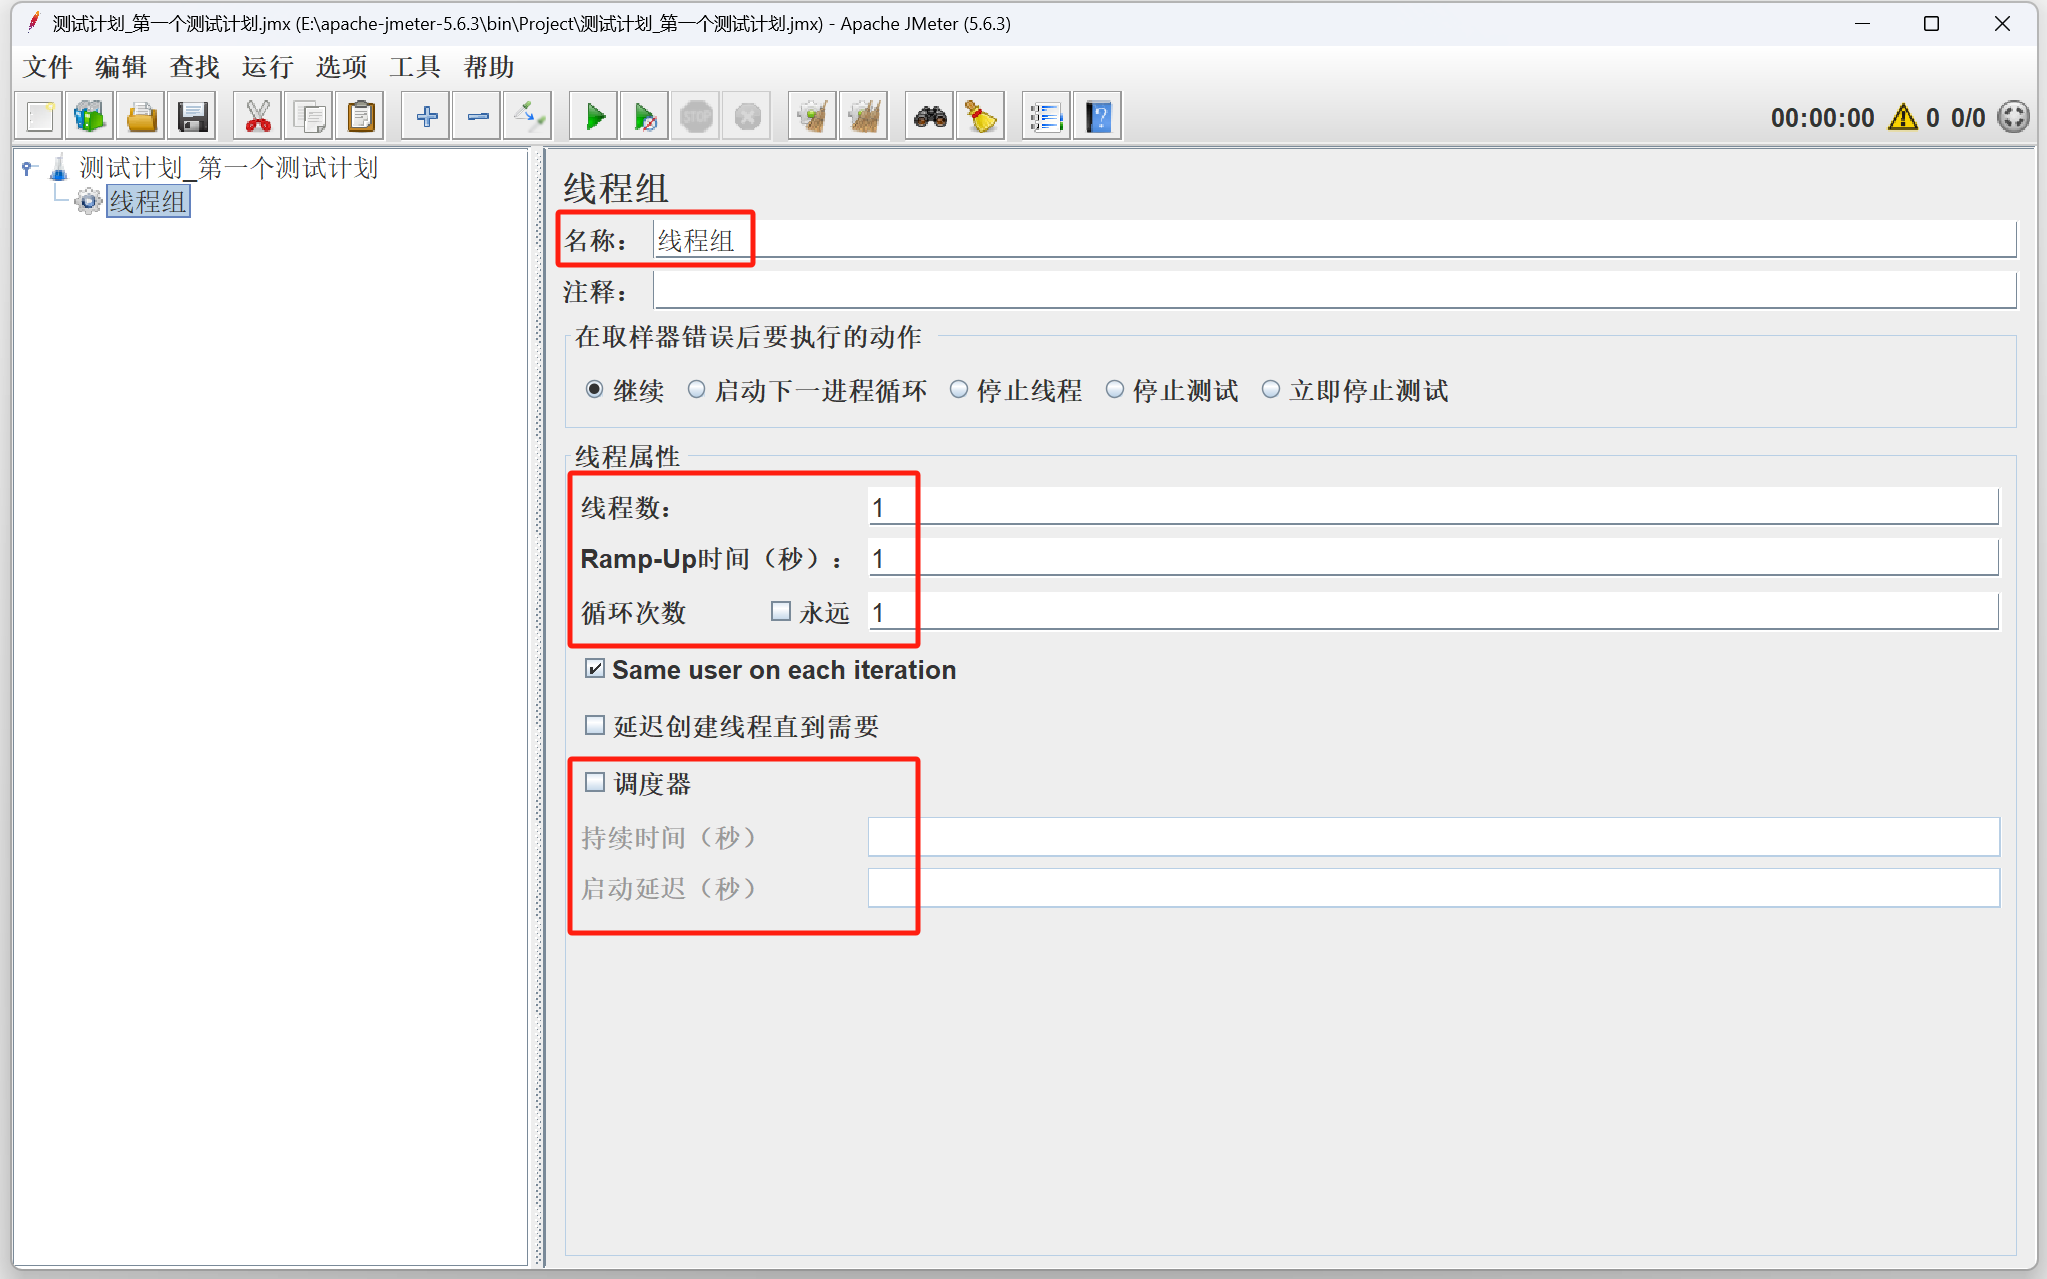 测试计划_第一个测试计划.jmx (E:\apache-jmeter-5.6.3\bin\Project\测试计划_第一个测试计划.jmx) - Apache JMeter (5.6.3)
文件 编辑 查找 运行 选项 工具 帮助
STOP
00:00:00 0 0/0
测试计划_第一个测试计划
线程组
线程组
名称： 线程组
注释：
在取样器错误后要执行的动作
继续 启动下一进程循环 停止线程 停止测试 立即停止测试
线程属性
线程数： 1
Ramp-Up时间（秒）： 1
循环次数 永远 1
Same user on each iteration
延迟创建线程直到需要
调度器
持续时间（秒）
启动延迟（秒）